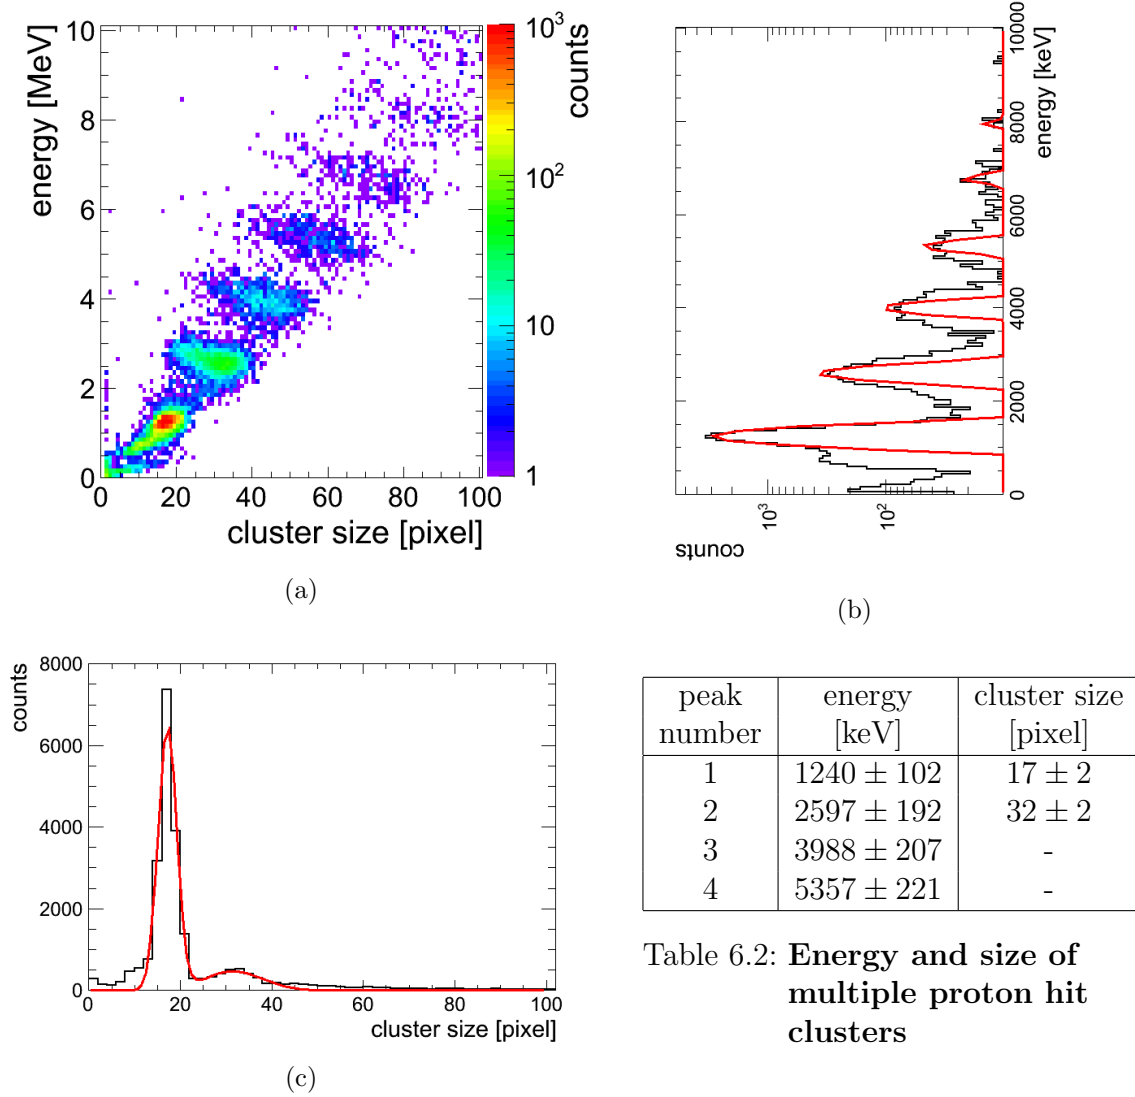 10
8
6
4
2
0
energy [MeV]
0 20 40 60 80 100
cluster size [pixel]
10³
10²
10
1
counts
(a)
10³ 10²
counts
0 2000 4000 6000 8000 10000
energy [keV]
(b)
8000
6000
4000
2000
0
counts
0 20 40 60 80 100
cluster size [pixel]
(c)
peak energy cluster size
number [keV] [pixel]
1 1240 ± 102 17 ± 2
2 2597 ± 192 32 ± 2
3 3988 ± 207 -
4 5357 ± 221 -
Table 6.2: Energy and size of
multiple proton hit
clusters